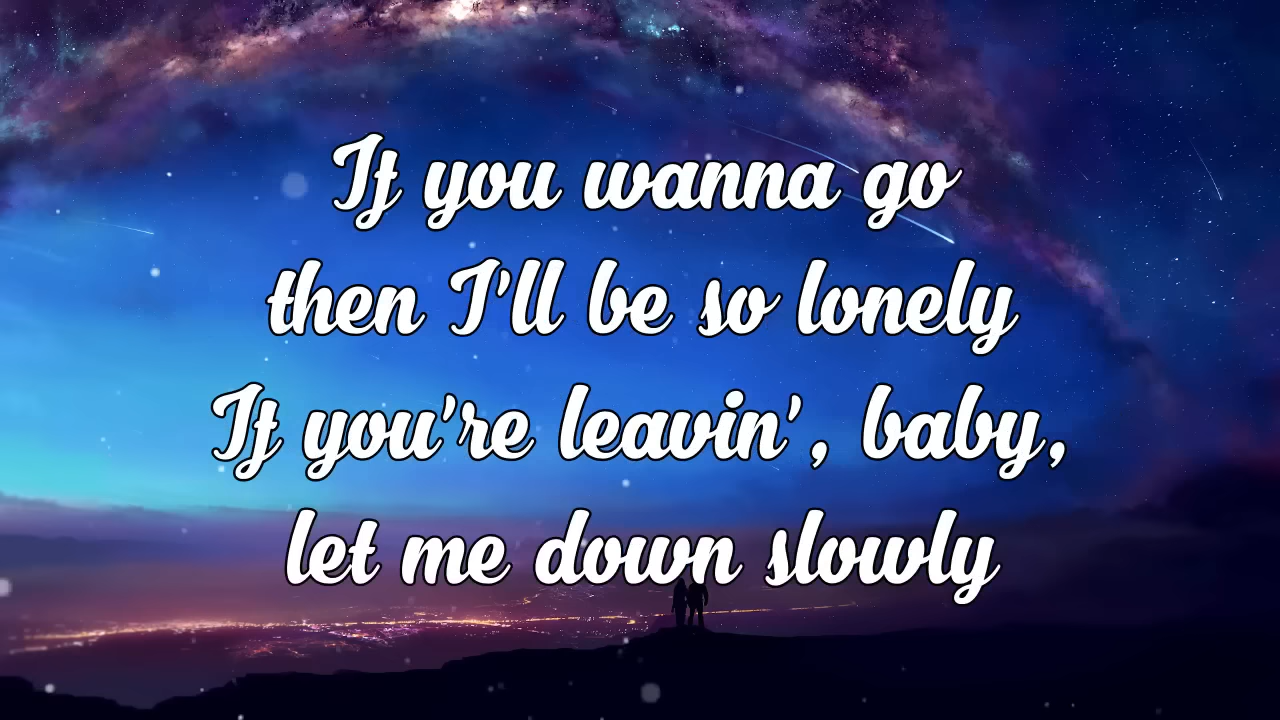 If you wanna go
then I'll be so lonely
If you're leavin', baby,
let me down slowly